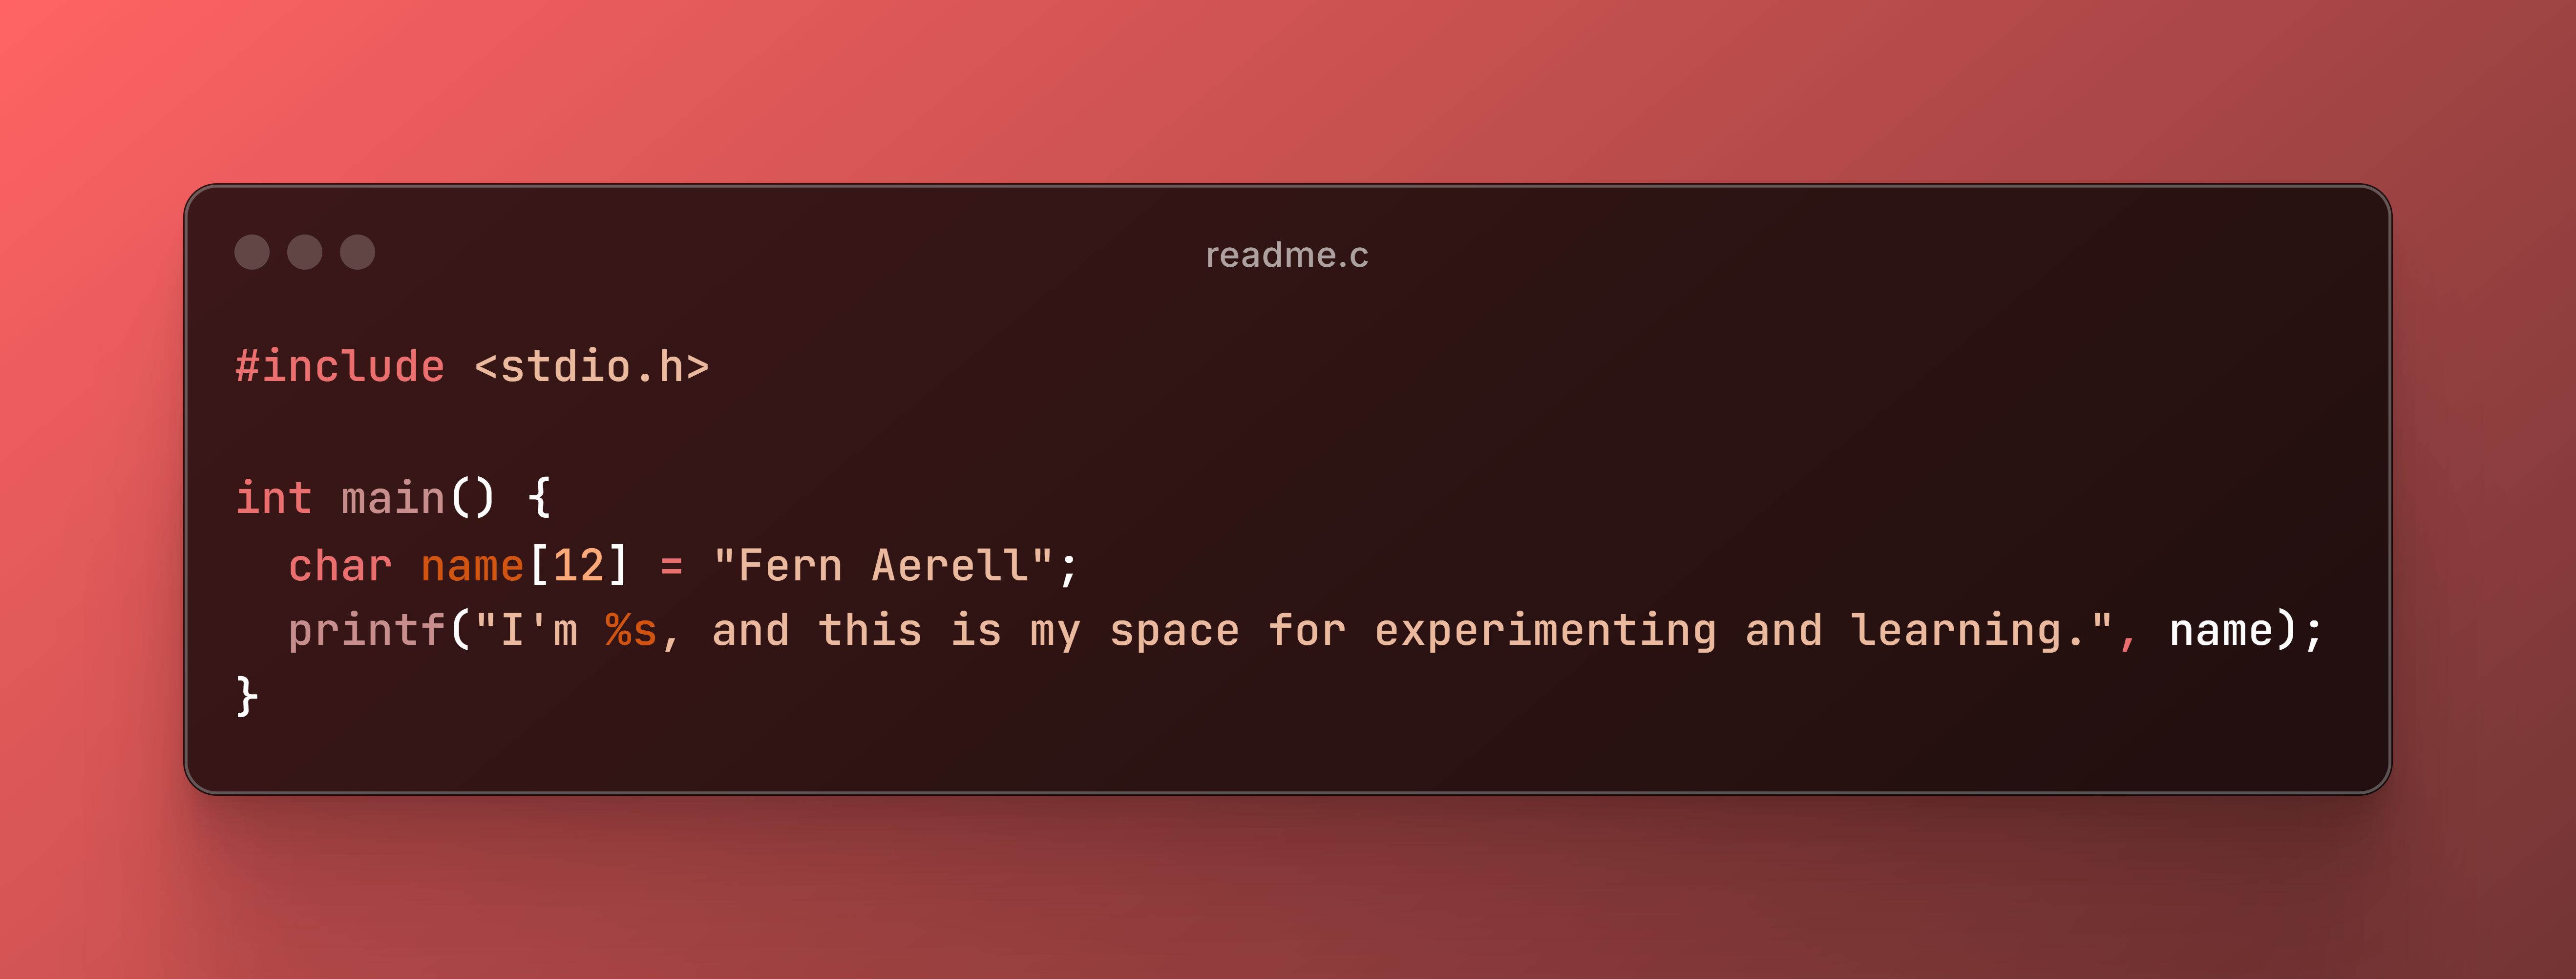 readme.c
#include <stdio.h>
int main() {
  char name[12] = "Fern Aerell";
  printf("I'm %s, and this is my space for experimenting and learning.", name);
}